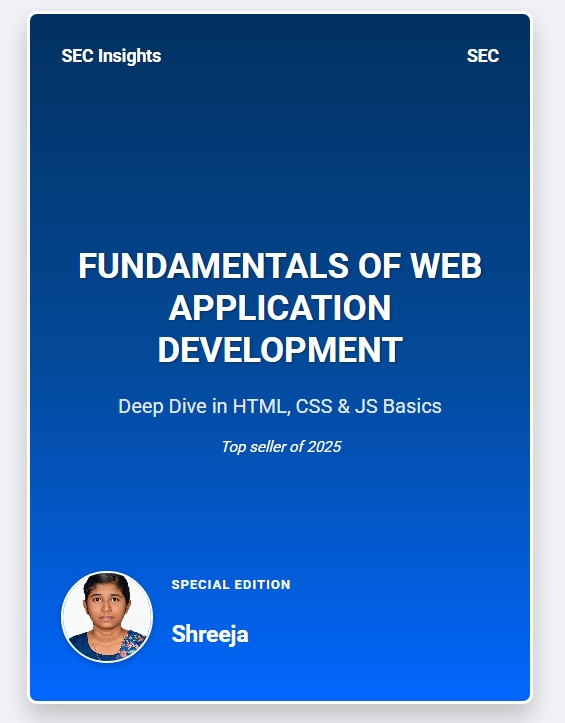 SEC Insights
SEC
FUNDAMENTALS OF WEB
APPLICATION
DEVELOPMENT
Deep Dive in HTML, CSS & JS Basics
Top seller of 2025
SPECIAL EDITION
Shreeja